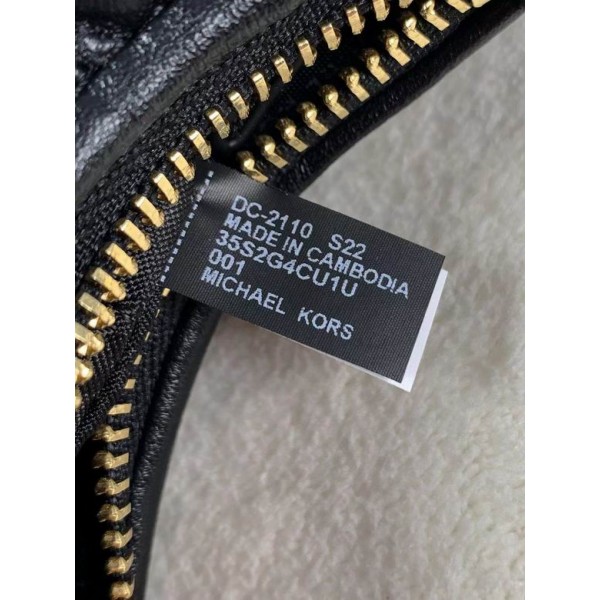 DC-2110 S22
MADE IN CAMBODIA
35S2G4CU1U
001
MICHAEL KORS